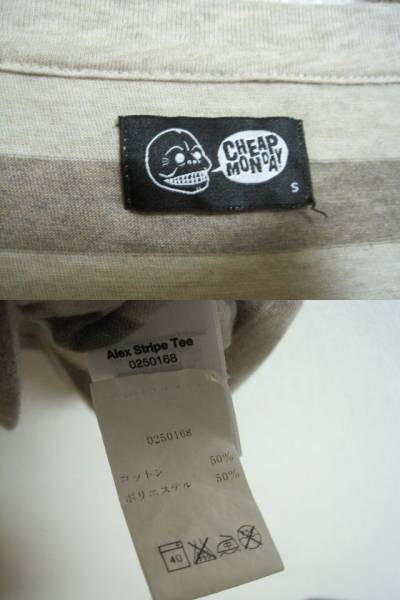 CHEAP
MONDAY
S
Alex Stripe Tee
0250168
0250168
コットン 50%
ポリエステル 50%
40